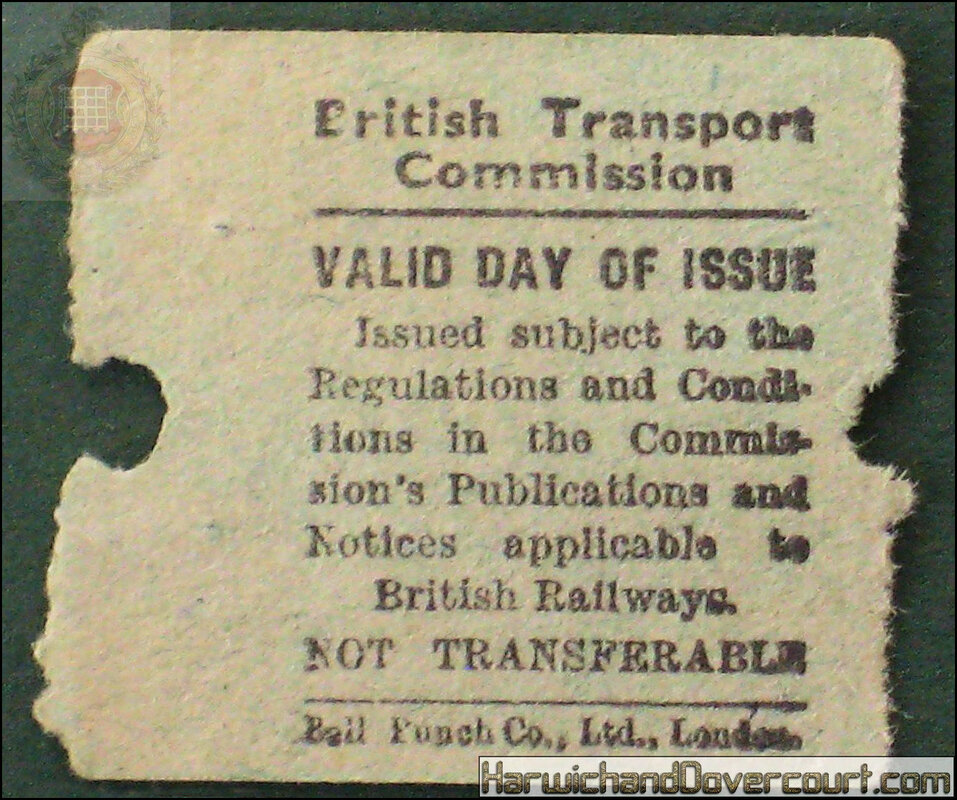 British Transport
Commission
VALID DAY OF ISSUE
Issued subject to the
Regulations and Condi-
tions in the Commis-
sion's Publications and
Notices applicable to
British Railways.
NOT TRANSFERABLE
Bell Punch Co., Ltd., London.
HarwichandDovercourt.com